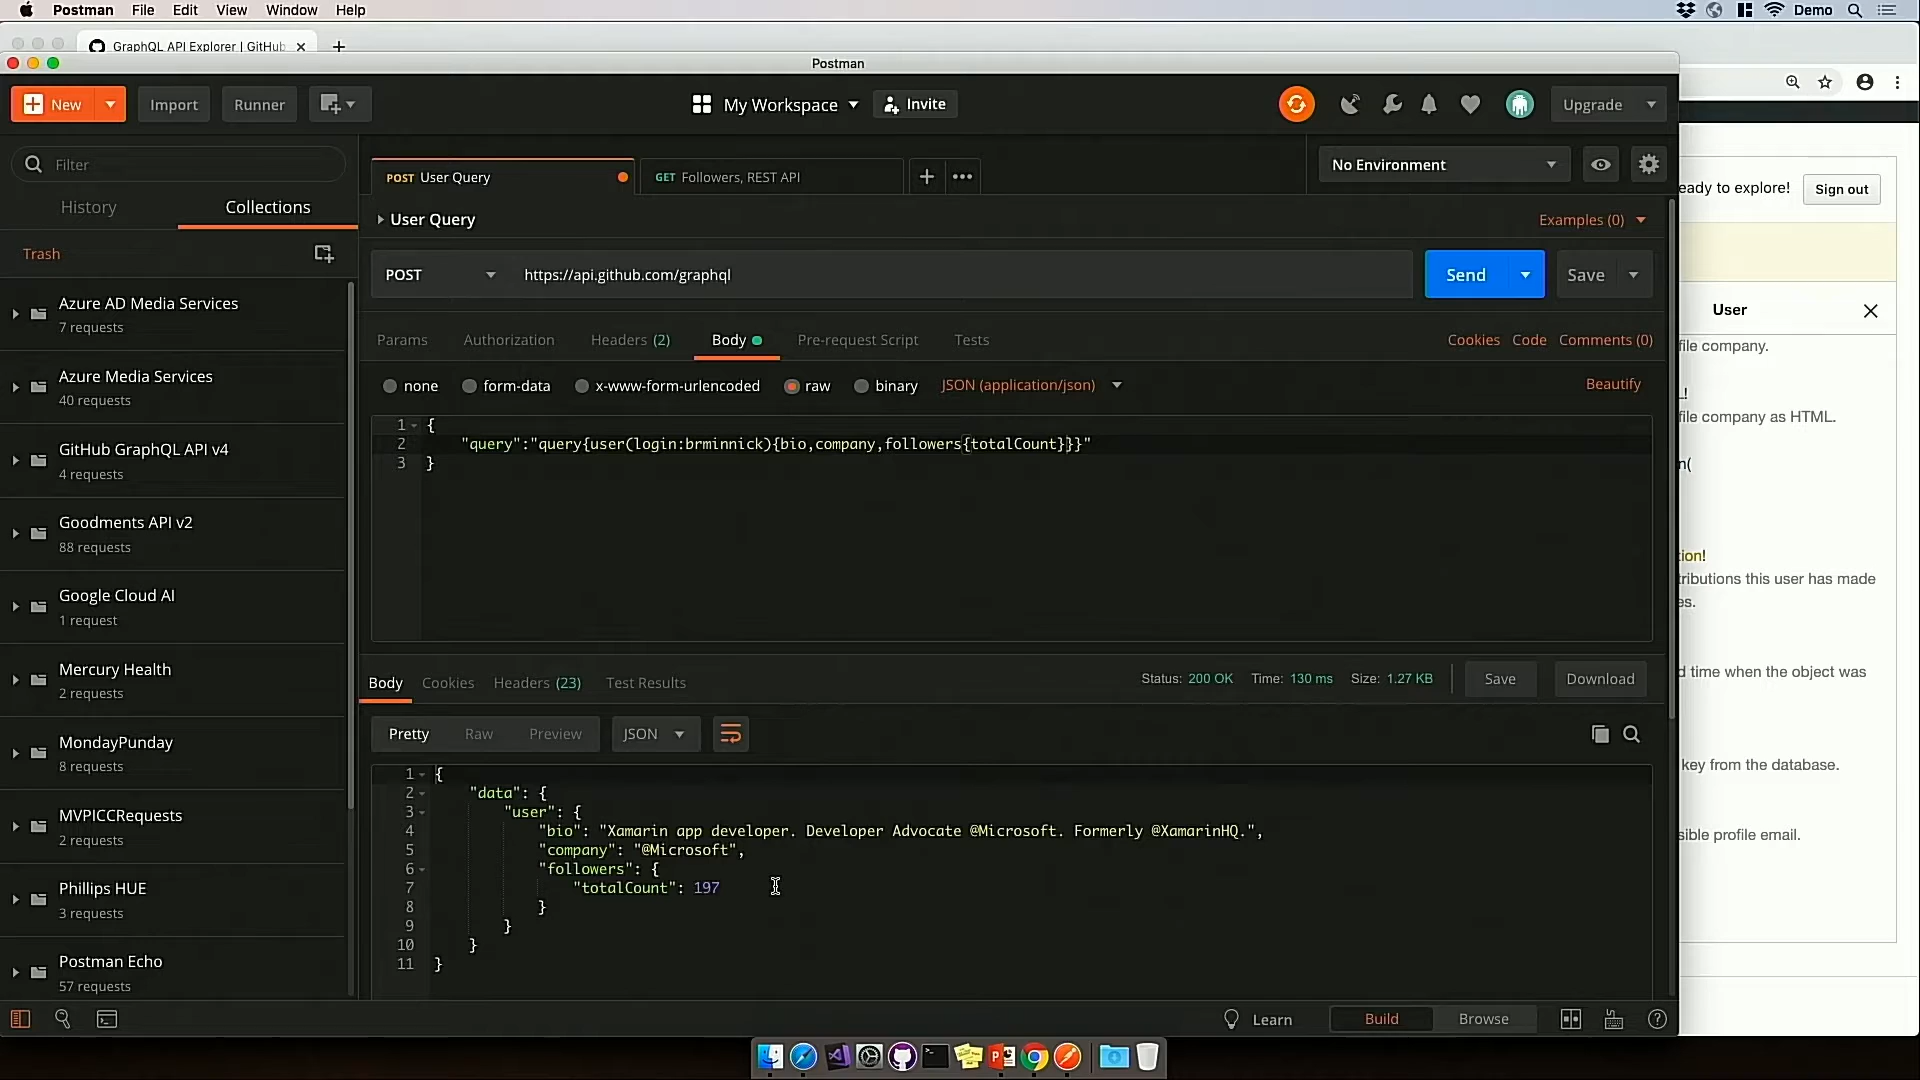 Postman File Edit View Window Help Demo
GraphQL API Explorer | GitHub
Postman
New Import Runner My Workspace Invite Upgrade
Filter
POST User Query GET Followers, REST API No Environment
eady to explore! Sign out
History Collections
User Query Examples (0)
Trash
POST https://api.github.com/graphql Send Save
Azure AD Media Services
7 requests
User
Params Authorization Headers (2) Body Pre-request Script Tests Cookies Code Comments (0)
file company.
Azure Media Services
40 requests
none form-data x-www-form-urlencoded raw binary JSON (application/json) Beautify
!
file company as HTML.
1 {
2 "query":"query{user(login:brminnick){bio,company,followers{totalCount}}}"
3 }
GitHub GraphQL API v4
4 requests
n(
Goodments API v2
88 requests
tion!
tributions this user has made
es.
Google Cloud AI
1 request
Mercury Health
2 requests
d time when the object was
Body Cookies Headers (23) Test Results Status: 200 OK Time: 130 ms Size: 1.27 KB Save Download
Pretty Raw Preview JSON
MondayPunday
8 requests
key from the database.
1 {
2 "data": {
3 "user": {
4 "bio": "Xamarin app developer. Developer Advocate @Microsoft. Formerly @XamarinHQ.",
5 "company": "@Microsoft",
6 "followers": {
7 "totalCount": 197
8 }
9 }
10 }
11 }
MVPICCRequests
2 requests
sible profile email.
Phillips HUE
3 requests
Postman Echo
57 requests
Learn Build Browse